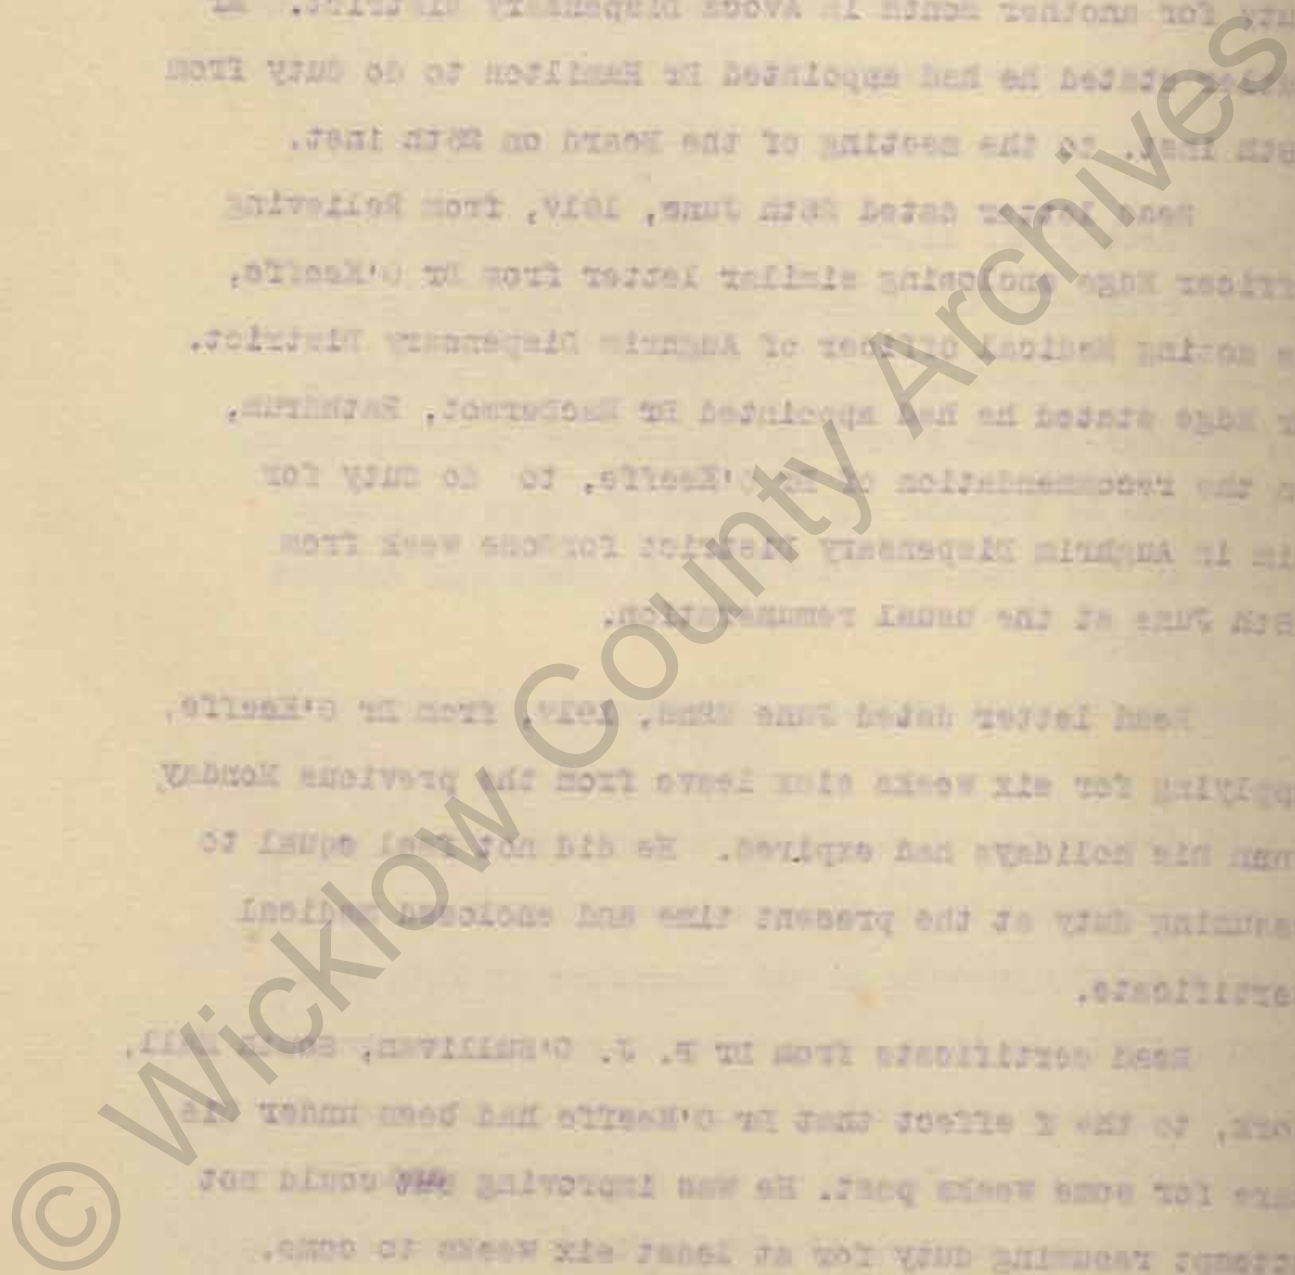 duty for another month in Avoca Dispensary District. Mr
stated he had appointed Dr Hamilton to do duty from
inst. to the meeting of the Board on 25th inst.
Read letter dated 25th June, 1919, from Relieving
Officer Edge enclosing similar letter from Dr O'Keeffe,
Medical Officer of Aughrim Dispensary District.
Mr Edge stated he had appointed Dr MacDermot, Rathdrum,
on the recommendation of Dr O'Keeffe, to do duty for
him in Aughrim Dispensary District for one week from
June at the usual remuneration.
Read letter dated June 22nd, 1919, from Dr O'Keeffe,
applying for six weeks sick leave from the previous Monday
when his holidays had expired. He did not feel equal to
resuming duty at the present time and enclosed medical
certificate.
Read certificate from Dr P. J. O'Sullivan, South Mall,
Cork, to the f effect that Dr O'Keeffe had been under his
care for some weeks past. He was improving but could not
attempt resuming duty for at least six weeks to come.
© Wicklow County Archives